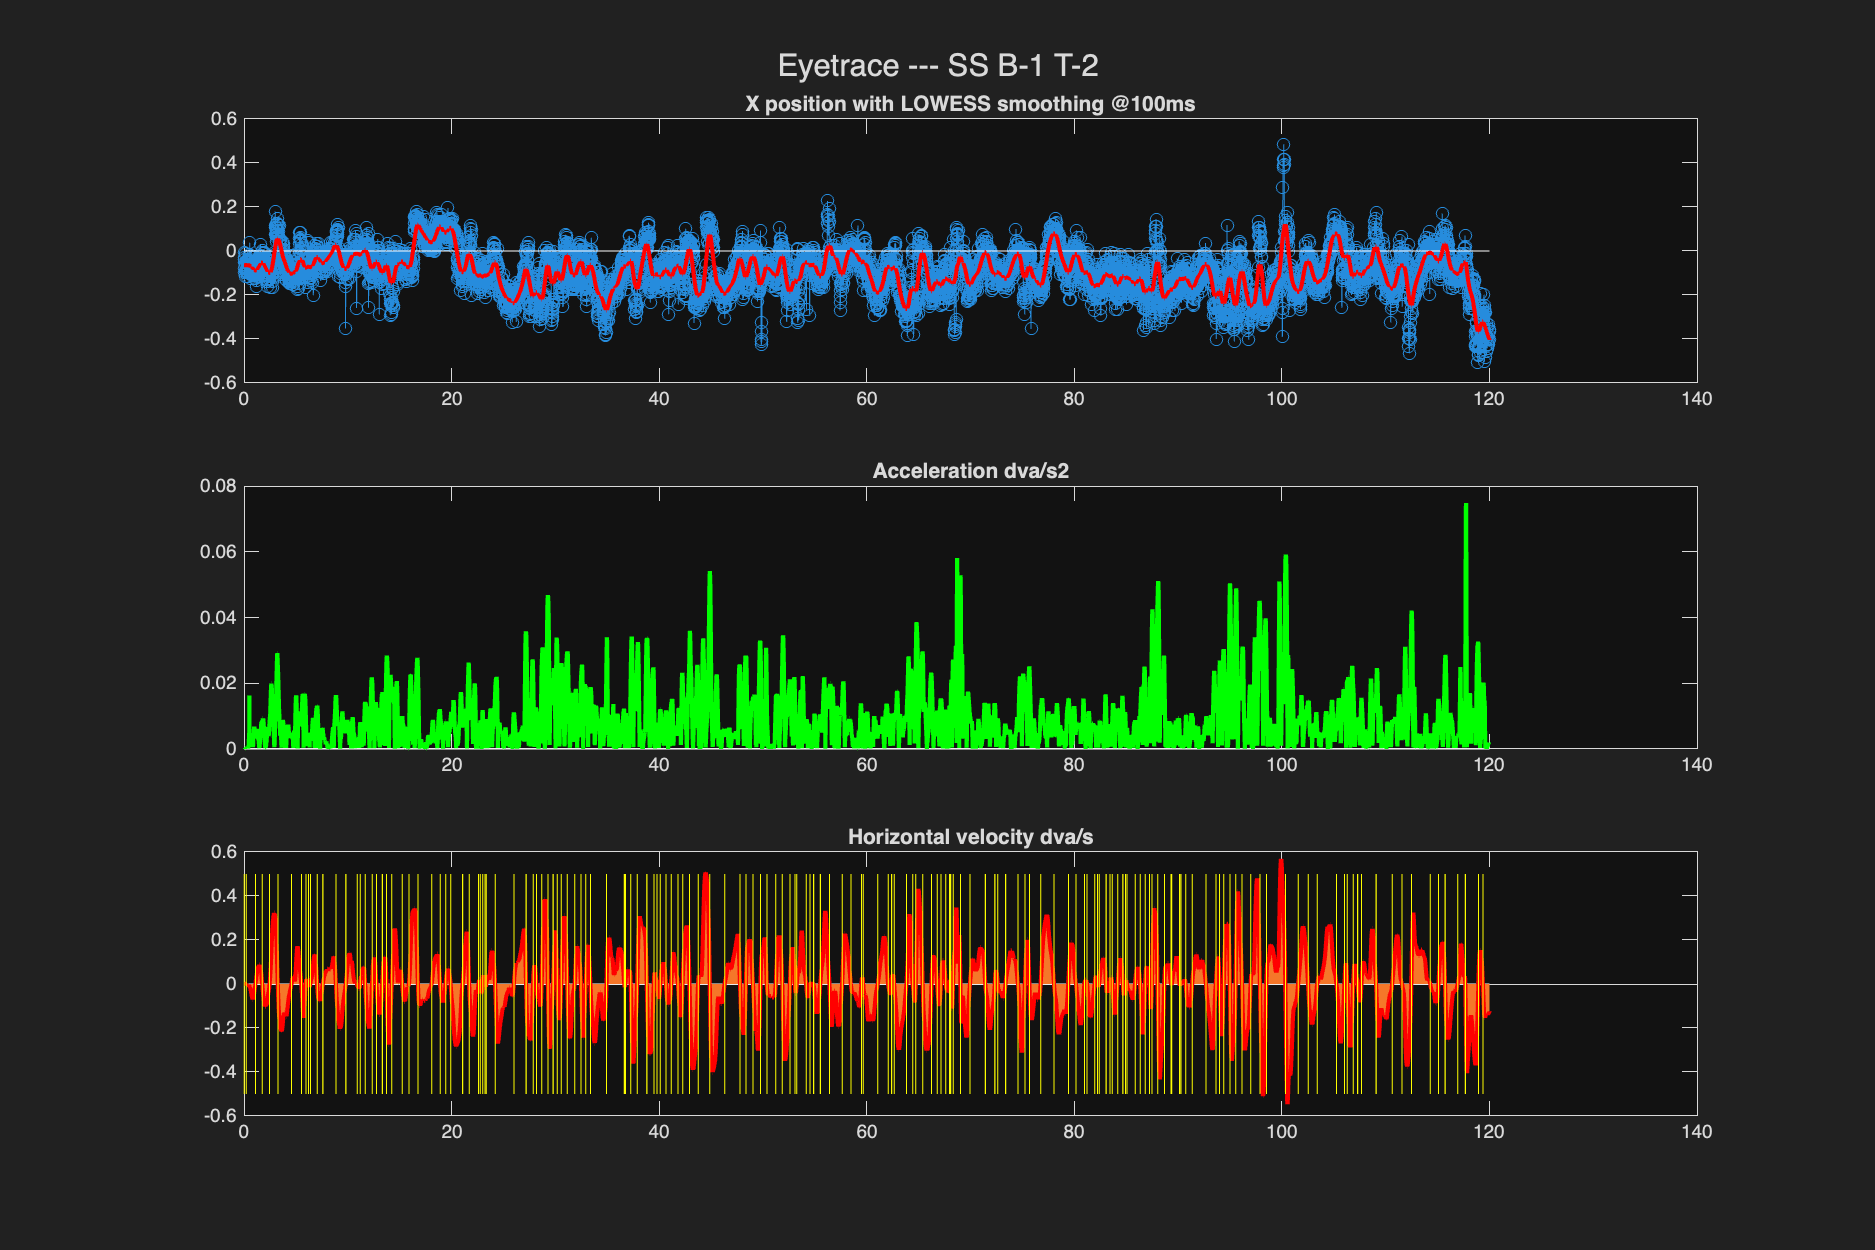 Eyetrace --- SS B-1 T-2
X position with LOWESS smoothing @100ms
0.6
0.4
0.2
0
-0.2
-0.4
-0.6
0 20 40 60 80 100 120 140
Acceleration dva/s2
0.08
0.06
0.04
0.02
0
0 20 40 60 80 100 120 140
Horizontal velocity dva/s
0.6
0.4
0.2
0
-0.2
-0.4
-0.6
0 20 40 60 80 100 120 140